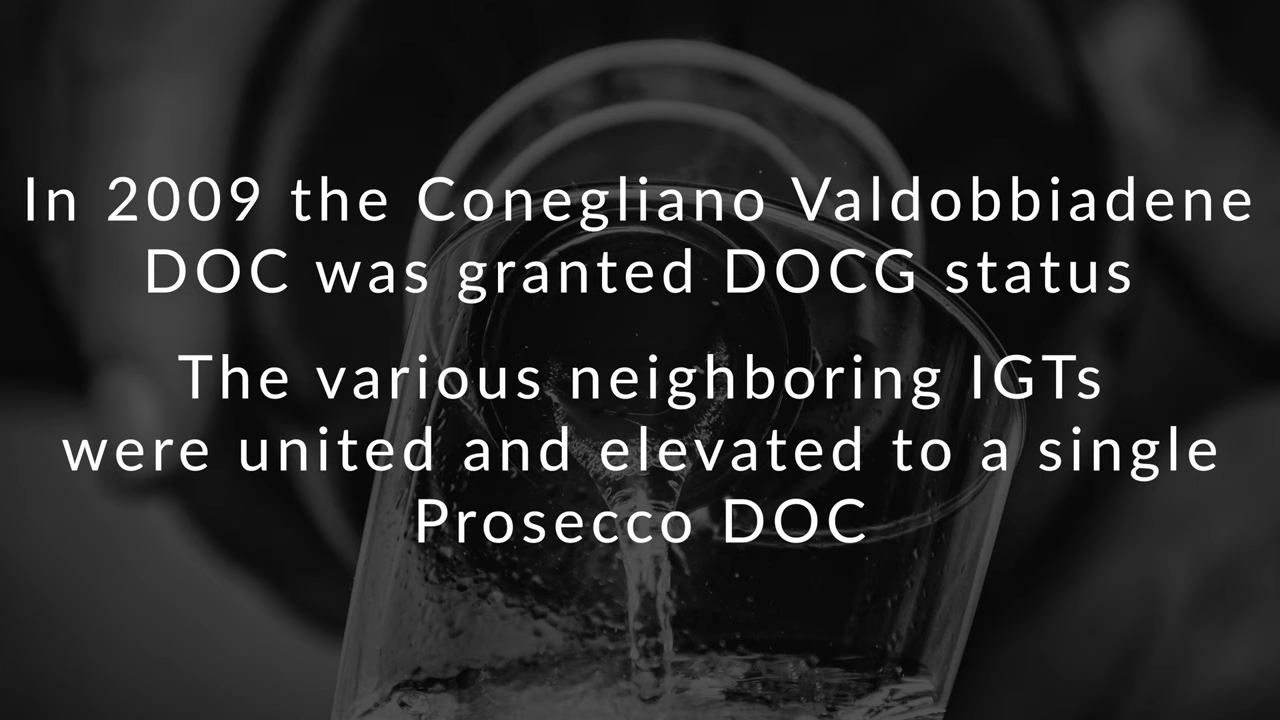 In 2009 the Conegliano Valdobbiadene
DOC was granted DOCG status
The various neighboring IGTs
were united and elevated to a single
Prosecco DOC